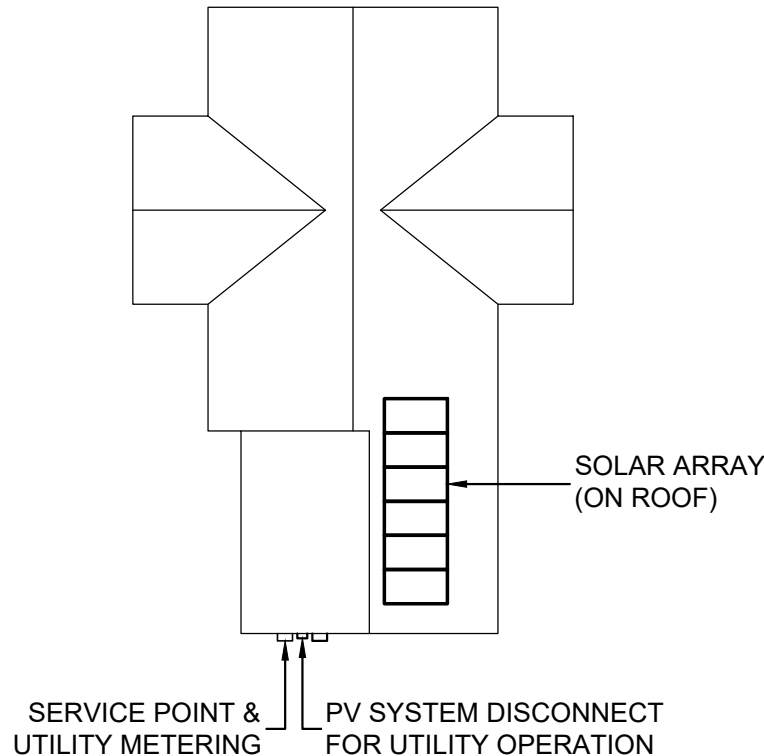 SOLAR ARRAY
(ON ROOF)
SERVICE POINT &
UTILITY METERING
PV SYSTEM DISCONNECT
FOR UTILITY OPERATION